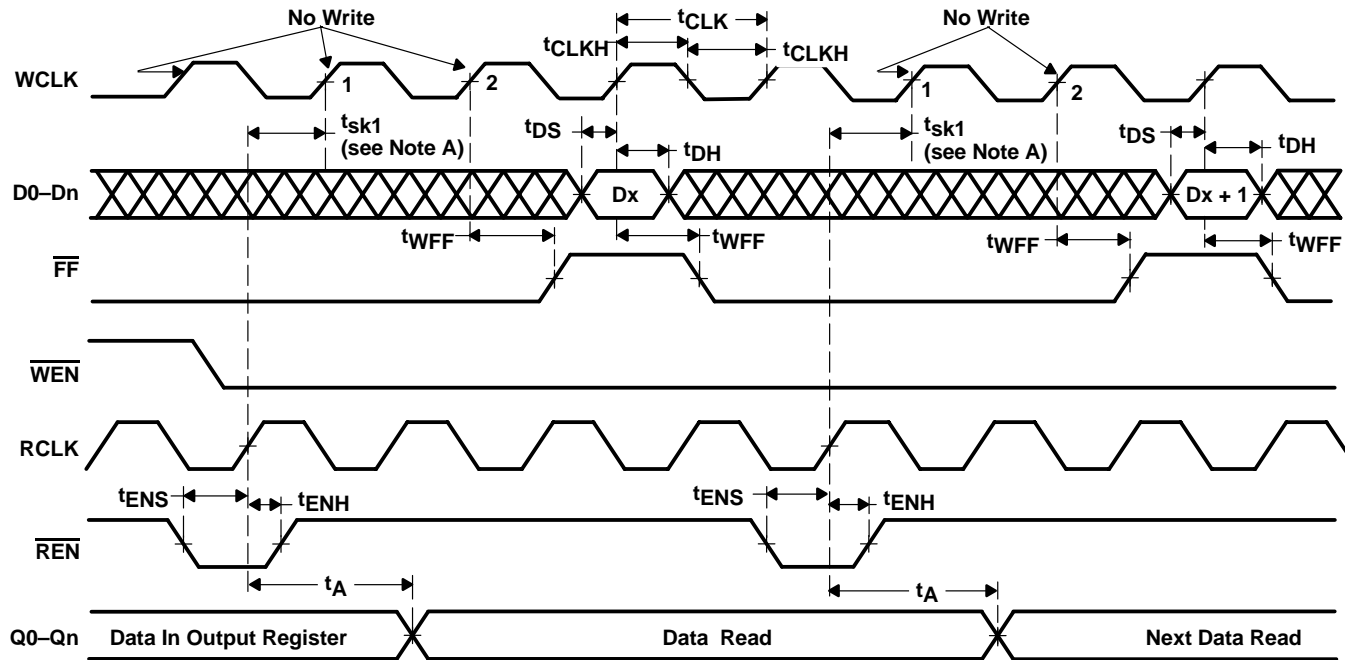 No Write
tCLK
No Write
tCLKH
tCLKH
WCLK
1
2
1
2
tsk1
(see Note A)
tDS
tDH
tsk1
(see Note A)
tDS
tDH
D0–Dn
Dx
Dx + 1
tWFF
tWFF
tWFF
tWFF
FF
WEN
RCLK
tENS
tENH
tENS
tENH
REN
tA
tA
Q0–Qn
Data In Output Register
Data Read
Next Data Read